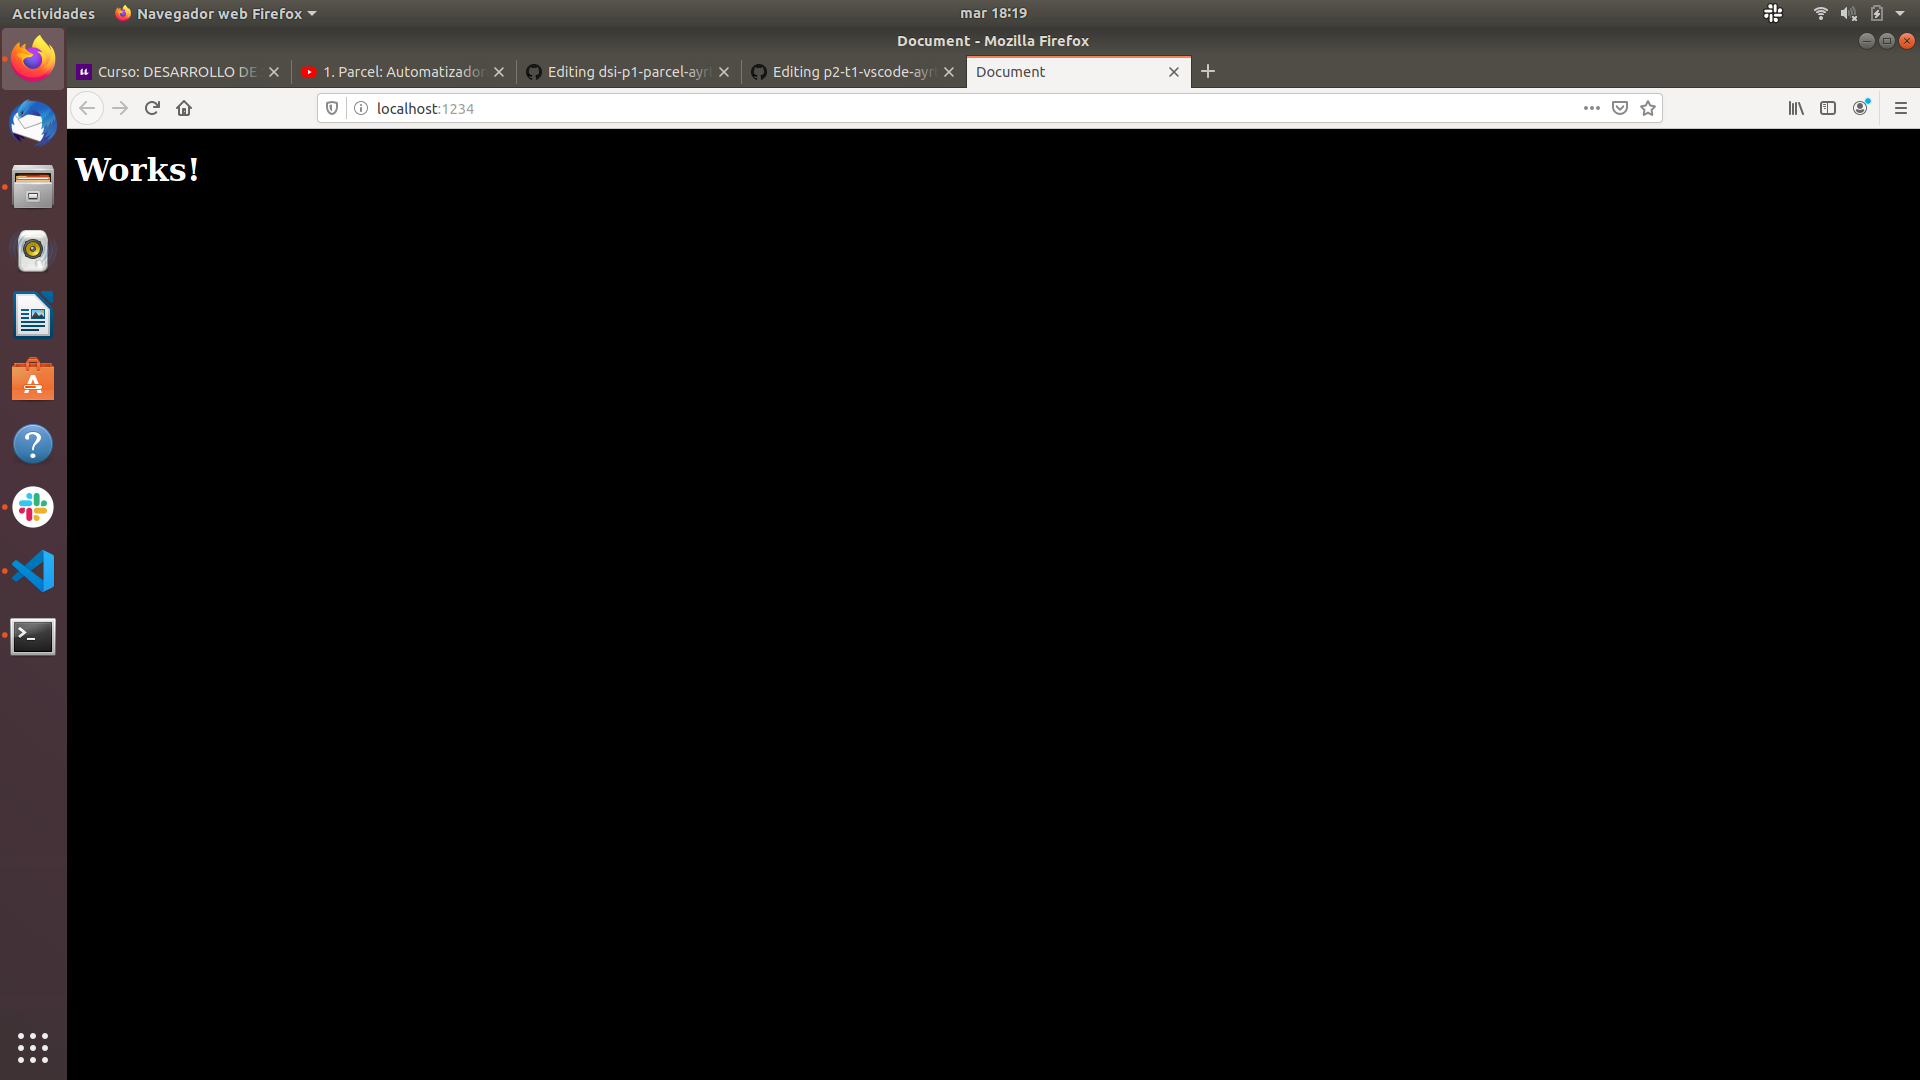 Actividades Navegador web Firefox mar 18:19
Document - Mozilla Firefox
Curso: DESARROLLO DE 1. Parcel: Automatizador Editing dsi-p1-parcel-ayr Editing p2-t1-vscode-ayr Document
localhost:1234
Works!